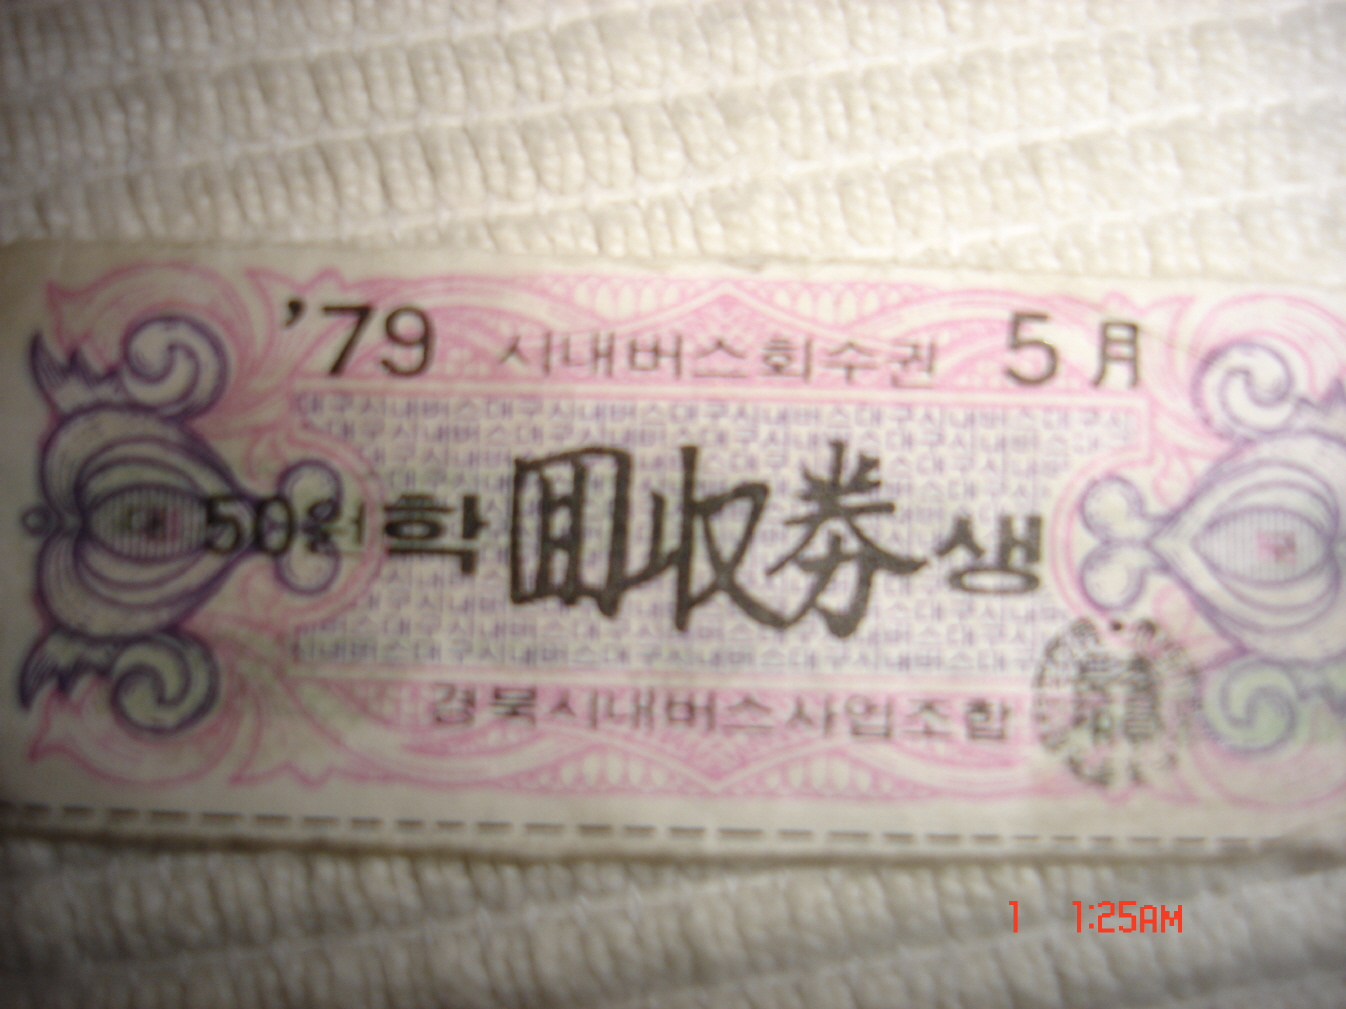 '79 시내버스회수권 5月
50원 학 回收券 생
경북시내버스사업조합
1 1:25AM